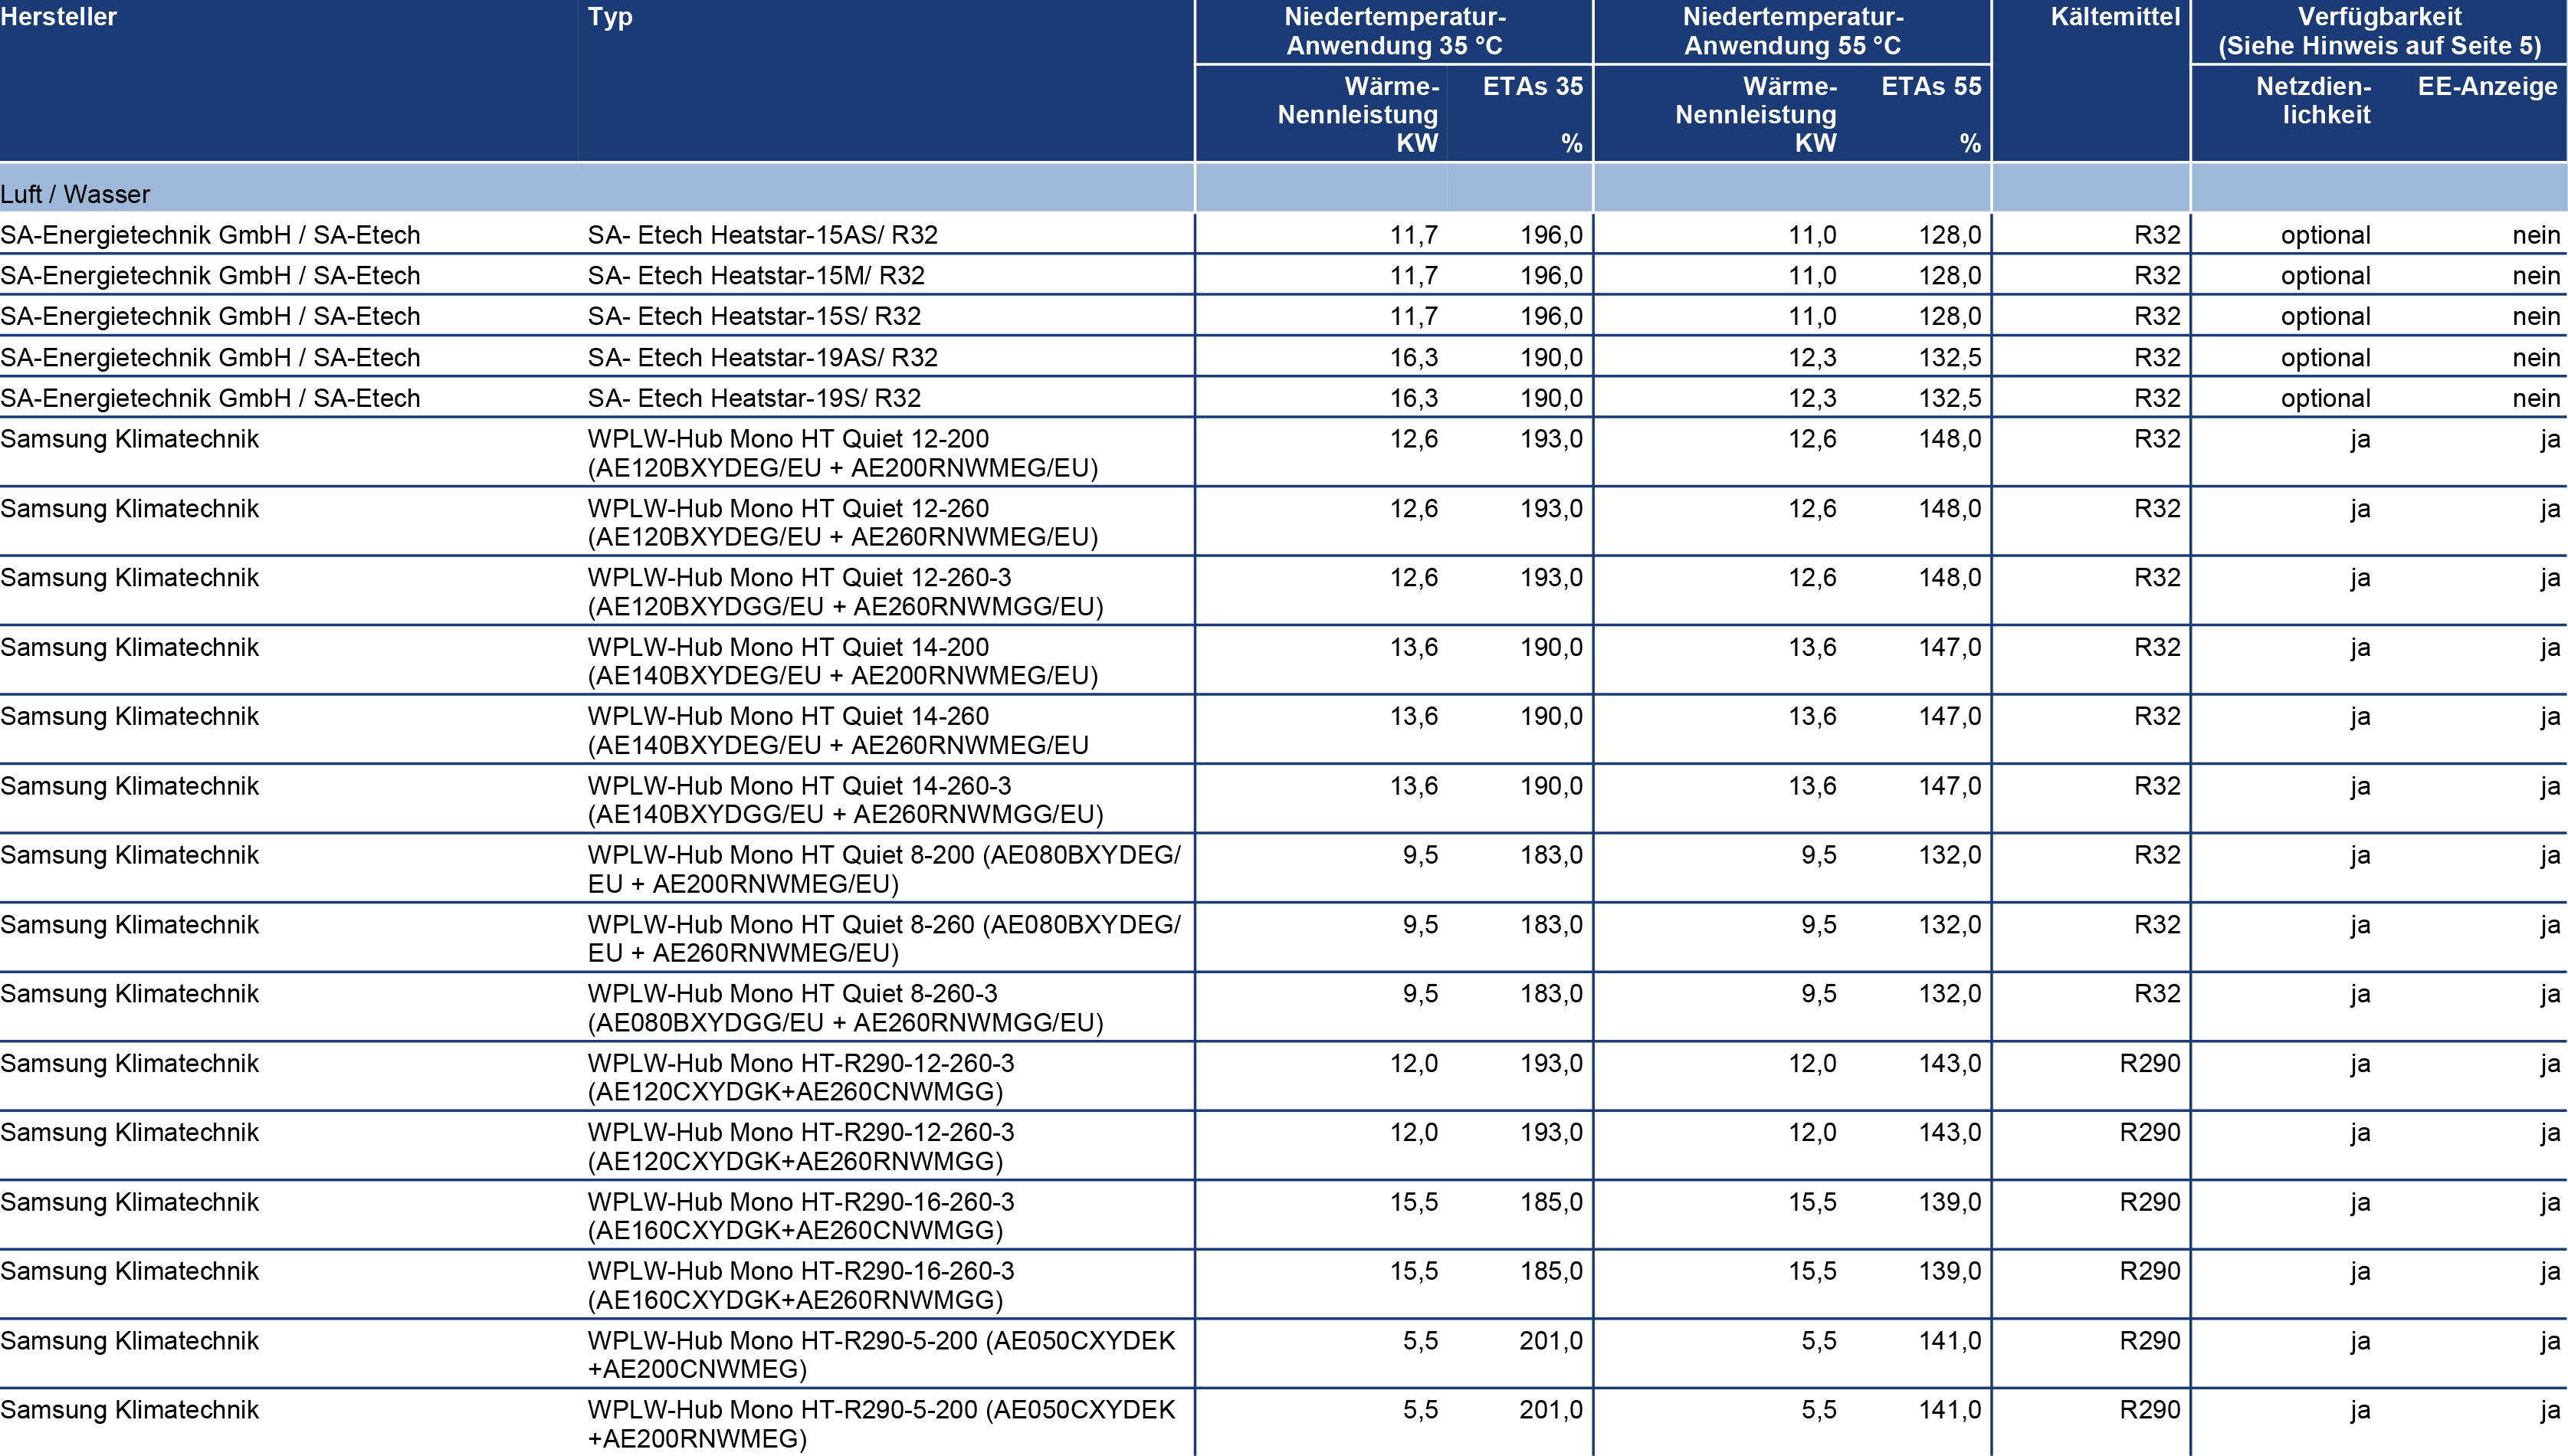 Hersteller Typ Niedertemperatur- Niedertemperatur- Kältemittel Verfügbarkeit
Anwendung 35 °C Anwendung 55 °C (Siehe Hinweis auf Seite 5)
Wärme- ETAs 35 Wärme- ETAs 55 Netzdien- EE-Anzeige
Nennleistung Nennleistung lichkeit
KW % KW %
Luft / Wasser
SA-Energietechnik GmbH / SA-Etech SA- Etech Heatstar-15AS/ R32 11,7 196,0 11,0 128,0 R32 optional nein
SA-Energietechnik GmbH / SA-Etech SA- Etech Heatstar-15M/ R32 11,7 196,0 11,0 128,0 R32 optional nein
SA-Energietechnik GmbH / SA-Etech SA- Etech Heatstar-15S/ R32 11,7 196,0 11,0 128,0 R32 optional nein
SA-Energietechnik GmbH / SA-Etech SA- Etech Heatstar-19AS/ R32 16,3 190,0 12,3 132,5 R32 optional nein
SA-Energietechnik GmbH / SA-Etech SA- Etech Heatstar-19S/ R32 16,3 190,0 12,3 132,5 R32 optional nein
Samsung Klimatechnik WPLW-Hub Mono HT Quiet 12-200 12,6 193,0 12,6 148,0 R32 ja ja
(AE120BXYDEG/EU + AE200RNWMEG/EU)
Samsung Klimatechnik WPLW-Hub Mono HT Quiet 12-260 12,6 193,0 12,6 148,0 R32 ja ja
(AE120BXYDEG/EU + AE260RNWMEG/EU)
Samsung Klimatechnik WPLW-Hub Mono HT Quiet 12-260-3 12,6 193,0 12,6 148,0 R32 ja ja
(AE120BXYDGG/EU + AE260RNWMGG/EU)
Samsung Klimatechnik WPLW-Hub Mono HT Quiet 14-200 13,6 190,0 13,6 147,0 R32 ja ja
(AE140BXYDEG/EU + AE200RNWMEG/EU)
Samsung Klimatechnik WPLW-Hub Mono HT Quiet 14-260 13,6 190,0 13,6 147,0 R32 ja ja
(AE140BXYDEG/EU + AE260RNWMEG/EU
Samsung Klimatechnik WPLW-Hub Mono HT Quiet 14-260-3 13,6 190,0 13,6 147,0 R32 ja ja
(AE140BXYDGG/EU + AE260RNWMGG/EU)
Samsung Klimatechnik WPLW-Hub Mono HT Quiet 8-200 (AE080BXYDEG/ 9,5 183,0 9,5 132,0 R32 ja ja
EU + AE200RNWMEG/EU)
Samsung Klimatechnik WPLW-Hub Mono HT Quiet 8-260 (AE080BXYDEG/ 9,5 183,0 9,5 132,0 R32 ja ja
EU + AE260RNWMEG/EU)
Samsung Klimatechnik WPLW-Hub Mono HT Quiet 8-260-3 9,5 183,0 9,5 132,0 R32 ja ja
(AE080BXYDGG/EU + AE260RNWMGG/EU)
Samsung Klimatechnik WPLW-Hub Mono HT-R290-12-260-3 12,0 193,0 12,0 143,0 R290 ja ja
(AE120CXYDGK+AE260CNWMGG)
Samsung Klimatechnik WPLW-Hub Mono HT-R290-12-260-3 12,0 193,0 12,0 143,0 R290 ja ja
(AE120CXYDGK+AE260RNWMGG)
Samsung Klimatechnik WPLW-Hub Mono HT-R290-16-260-3 15,5 185,0 15,5 139,0 R290 ja ja
(AE160CXYDGK+AE260CNWMGG)
Samsung Klimatechnik WPLW-Hub Mono HT-R290-16-260-3 15,5 185,0 15,5 139,0 R290 ja ja
(AE160CXYDGK+AE260RNWMGG)
Samsung Klimatechnik WPLW-Hub Mono HT-R290-5-200 (AE050CXYDEK 5,5 201,0 5,5 141,0 R290 ja ja
+AE200CNWMEG)
Samsung Klimatechnik WPLW-Hub Mono HT-R290-5-200 (AE050CXYDEK 5,5 201,0 5,5 141,0 R290 ja ja
+AE200RNWMEG)